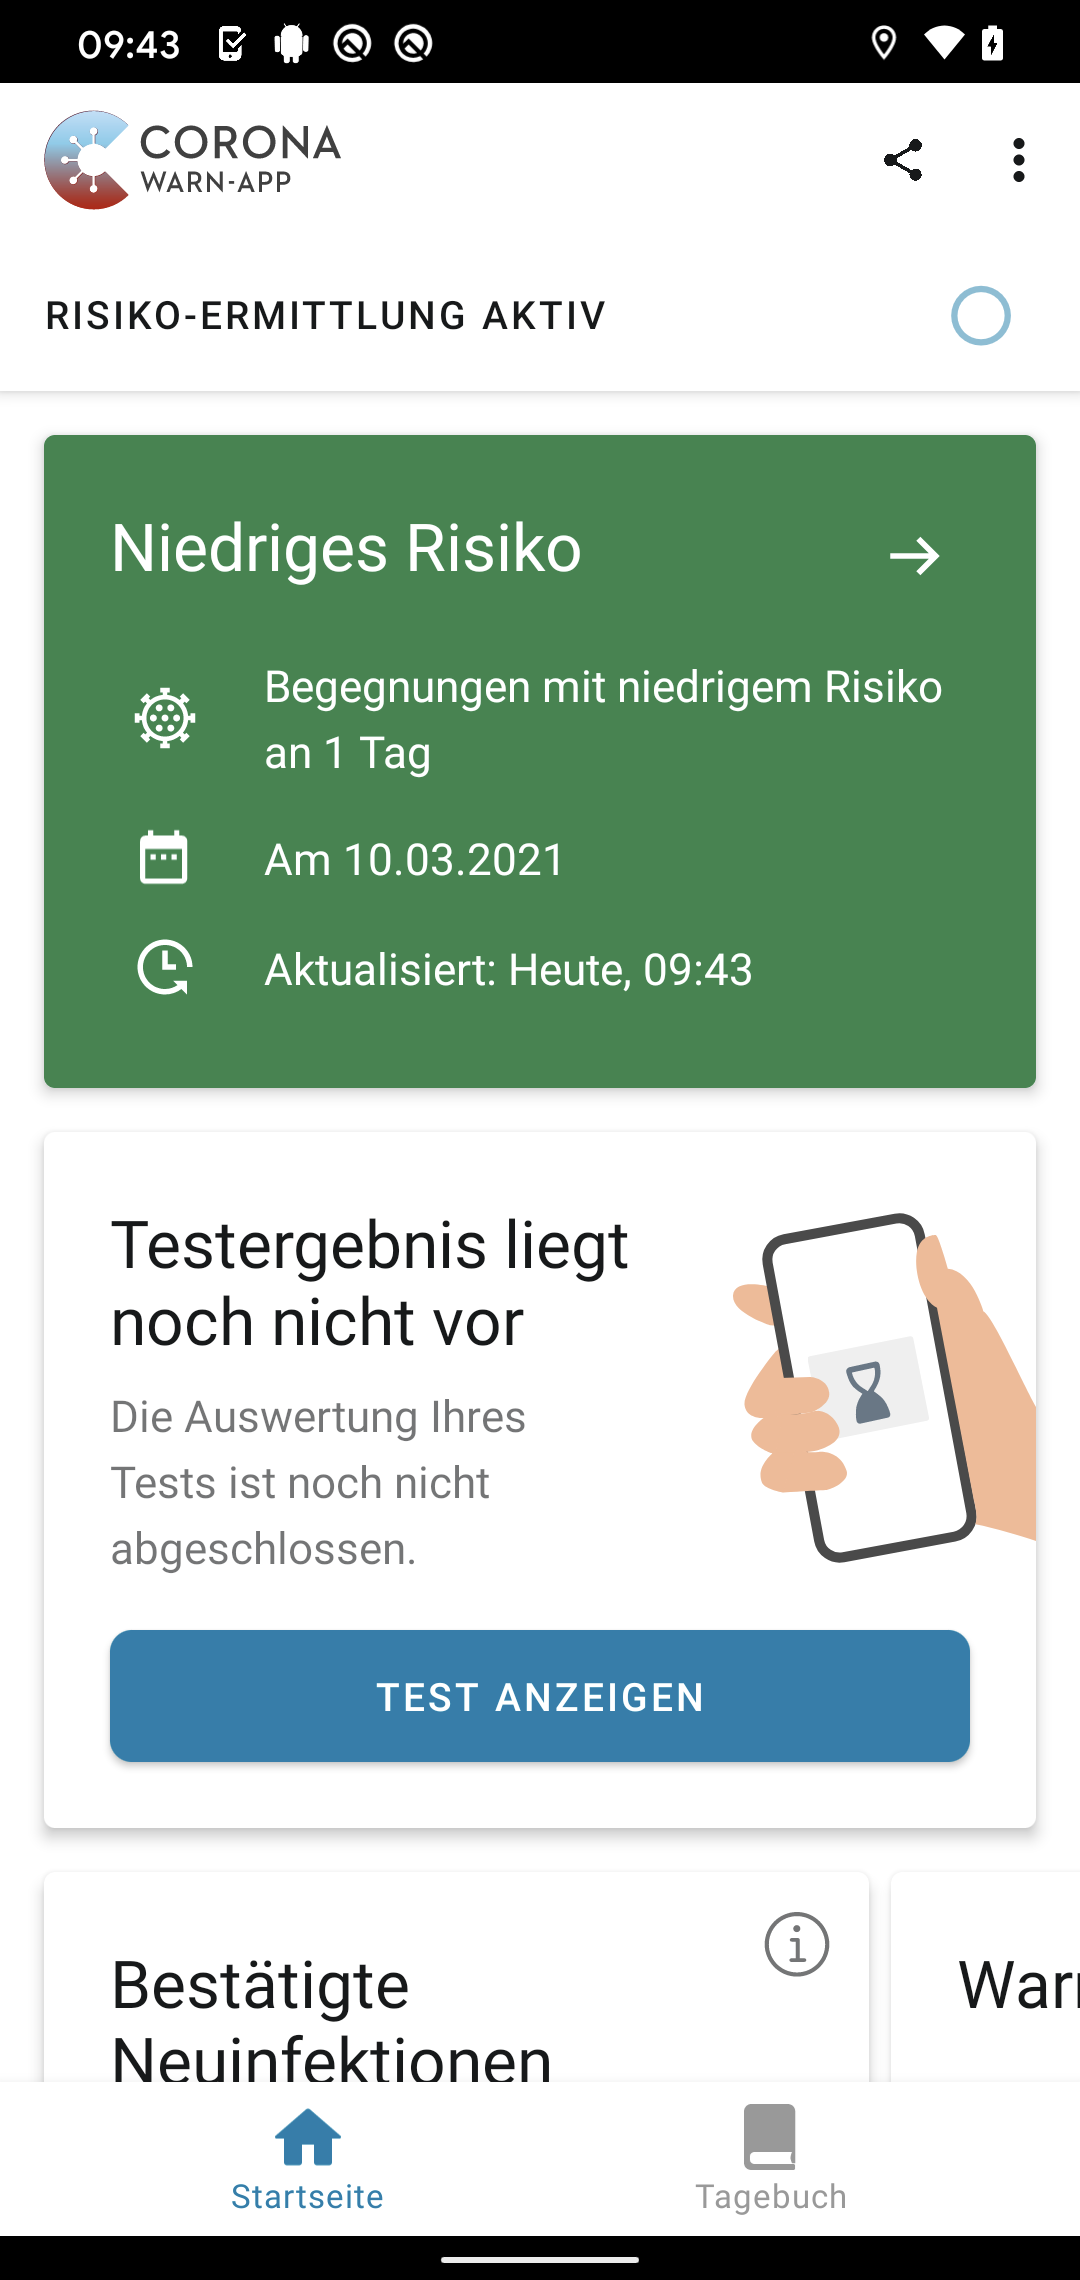 09:43
CORONA
WARN-APP
RISIKO-ERMITTLUNG AKTIV
Niedriges Risiko
Begegnungen mit niedrigem Risiko
an 1 Tag
Am 10.03.2021
Aktualisiert: Heute, 09:43
Testergebnis liegt
noch nicht vor
Die Auswertung Ihres
Tests ist noch nicht
abgeschlossen.
TEST ANZEIGEN
Bestätigte
Neuinfektionen
Startseite
Tagebuch